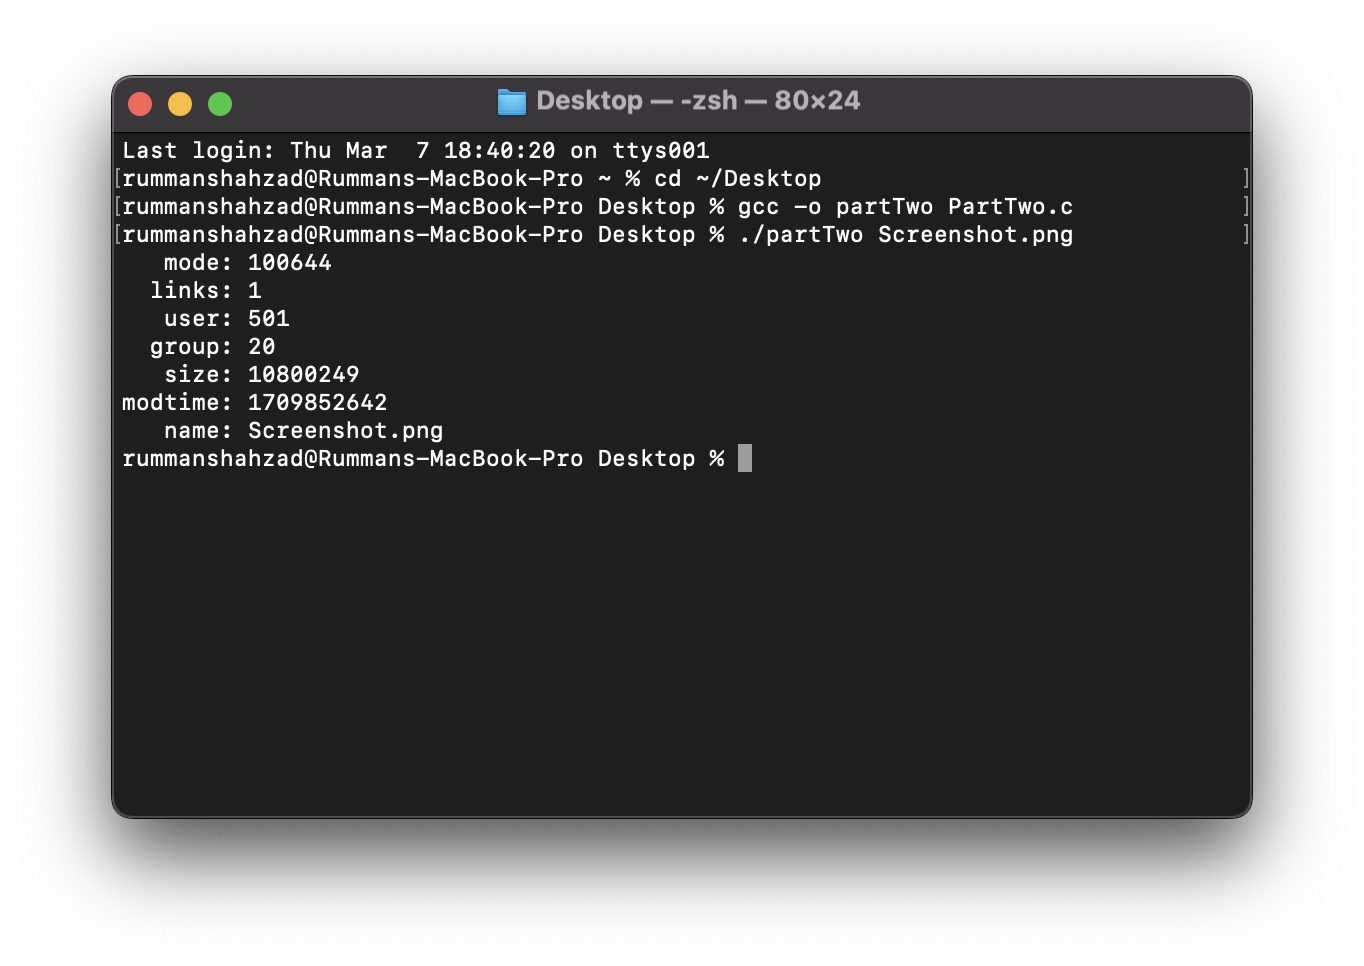 Desktop — -zsh — 80×24
Last login: Thu Mar  7 18:40:20 on ttys001
[rummanshahzad@Rummans-MacBook-Pro ~ % cd ~/Desktop ]
[rummanshahzad@Rummans-MacBook-Pro Desktop % gcc -o partTwo PartTwo.c ]
[rummanshahzad@Rummans-MacBook-Pro Desktop % ./partTwo Screenshot.png ]
   mode: 100644
  links: 1
   user: 501
  group: 20
   size: 10800249
modtime: 1709852642
   name: Screenshot.png
rummanshahzad@Rummans-MacBook-Pro Desktop %